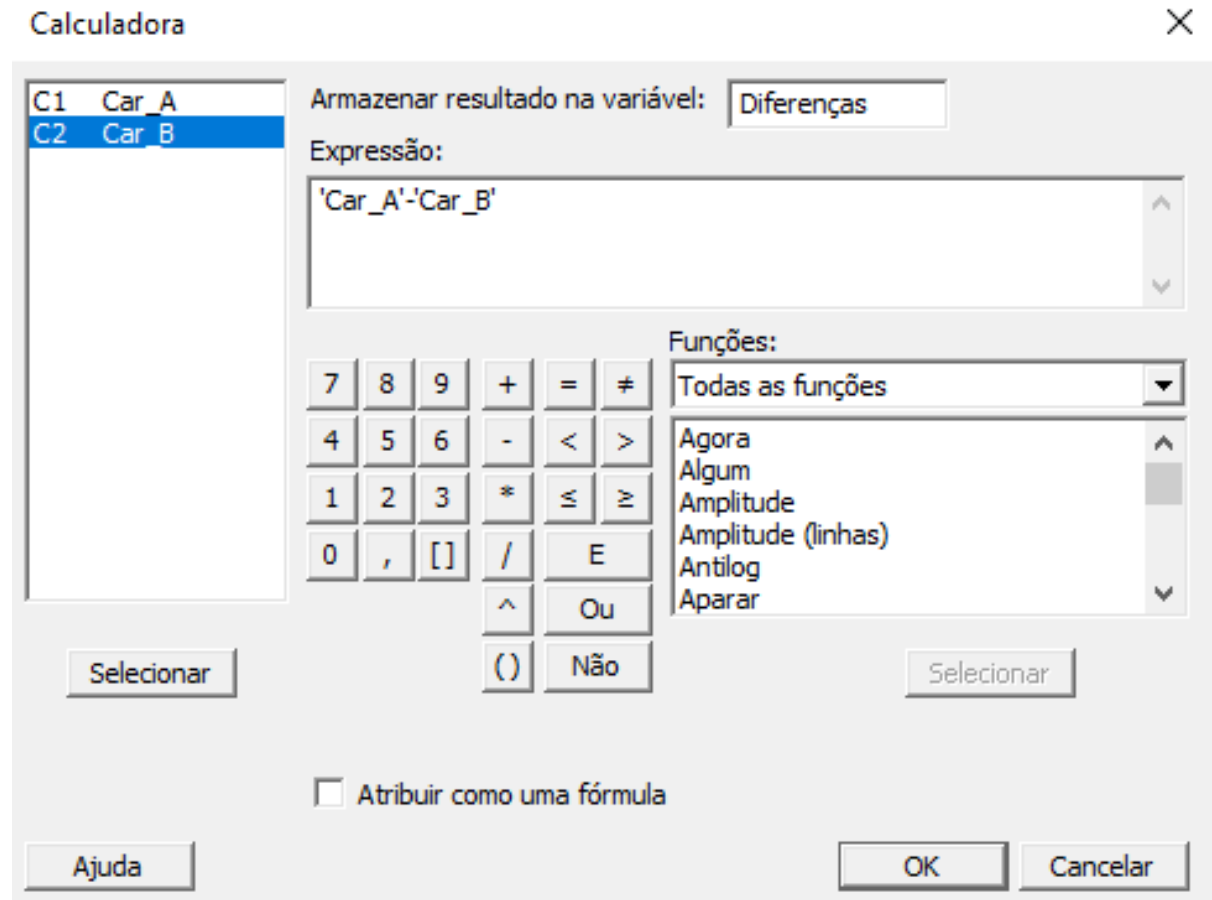 Calculadora
C1 Car_A
C2 Car_B
Armazenar resultado na variável: Diferenças
Expressão:
'Car_A'-'Car_B'
Funções:
7 8 9 + = ≠
Todas as funções
4 5 6 - < >
1 2 3 * ≤ ≥
0 , [] / E
^ Ou
() Não
Agora
Algum
Amplitude
Amplitude (linhas)
Antilog
Aparar
Selecionar
Selecionar
Atribuir como uma fórmula
Ajuda
OK
Cancelar